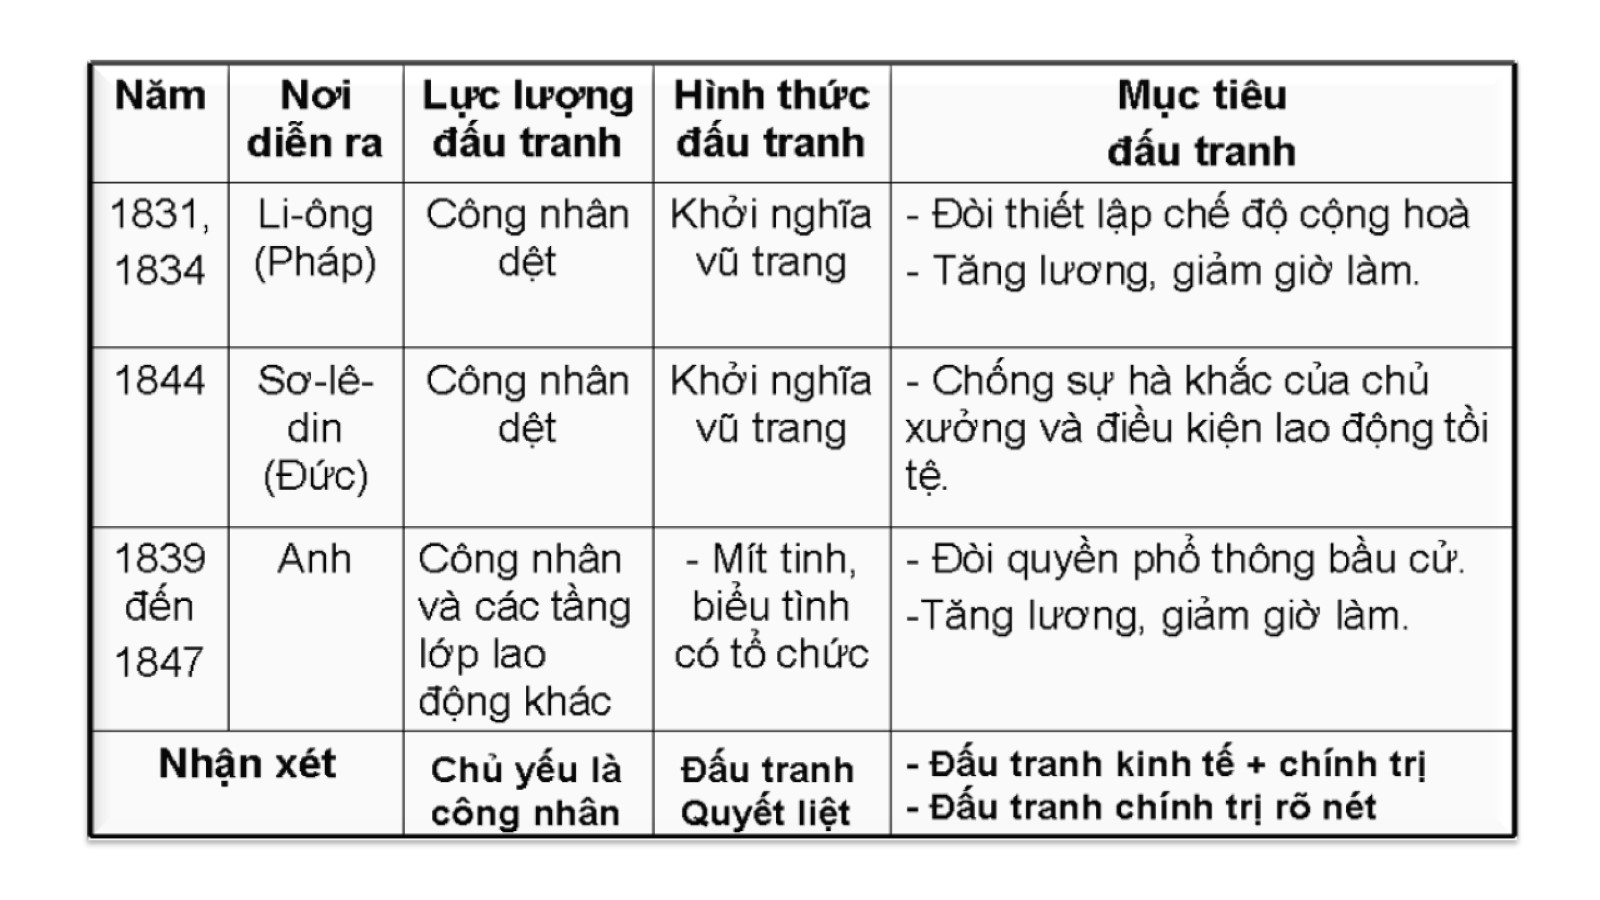 Năm
Nơi
diễn ra
Lực lượng
đấu tranh
Hình thức
đấu tranh
Mục tiêu
đấu tranh
1831,
1834
Li-ông
(Pháp)
Công nhân
dệt
Khởi nghĩa
vũ trang
- Đòi thiết lập chế độ cộng hoà
- Tăng lương, giảm giờ làm.
1844
Sơ-lê-
din
(Đức)
Công nhân
dệt
Khởi nghĩa
vũ trang
- Chống sự hà khắc của chủ
xưởng và điều kiện lao động tồi
tệ.
1839
đến
1847
Anh
Công nhân
và các tầng
lớp lao
động khác
- Mít tinh,
biểu tình
có tổ chức
- Đòi quyền phổ thông bầu cử.
-Tăng lương, giảm giờ làm.
Nhận xét
Chủ yếu là
công nhân
Đấu tranh
Quyết liệt
- Đấu tranh kinh tế + chính trị
- Đấu tranh chính trị rõ nét